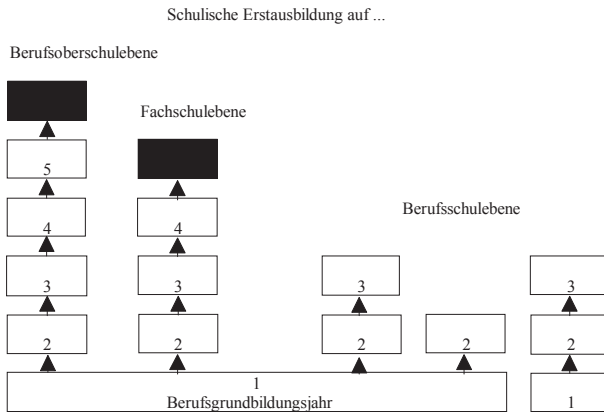 Schulische Erstausbildung auf ...
Berufsoberschulebene
Fachschulebene
5
4 4 Berufsschulebene
3 3 3 3
2 2 2 2 2
1
Berufsgrundbildungsjahr 1